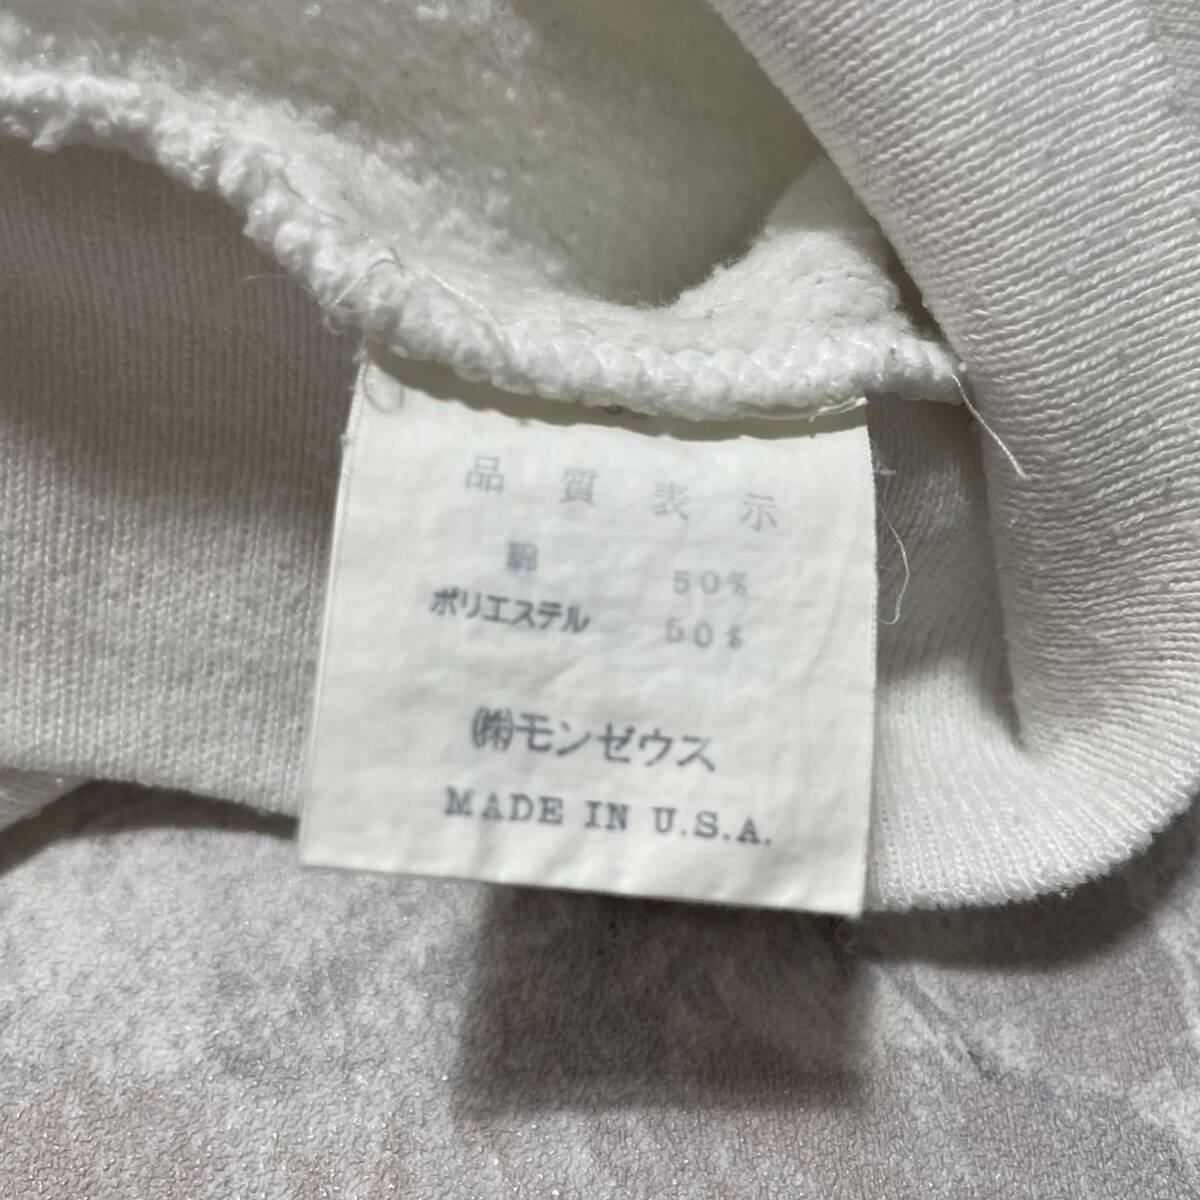 品質表示
綿 50%
ポリエステル 50%
㈱モンゼウス
MADE IN U.S.A.